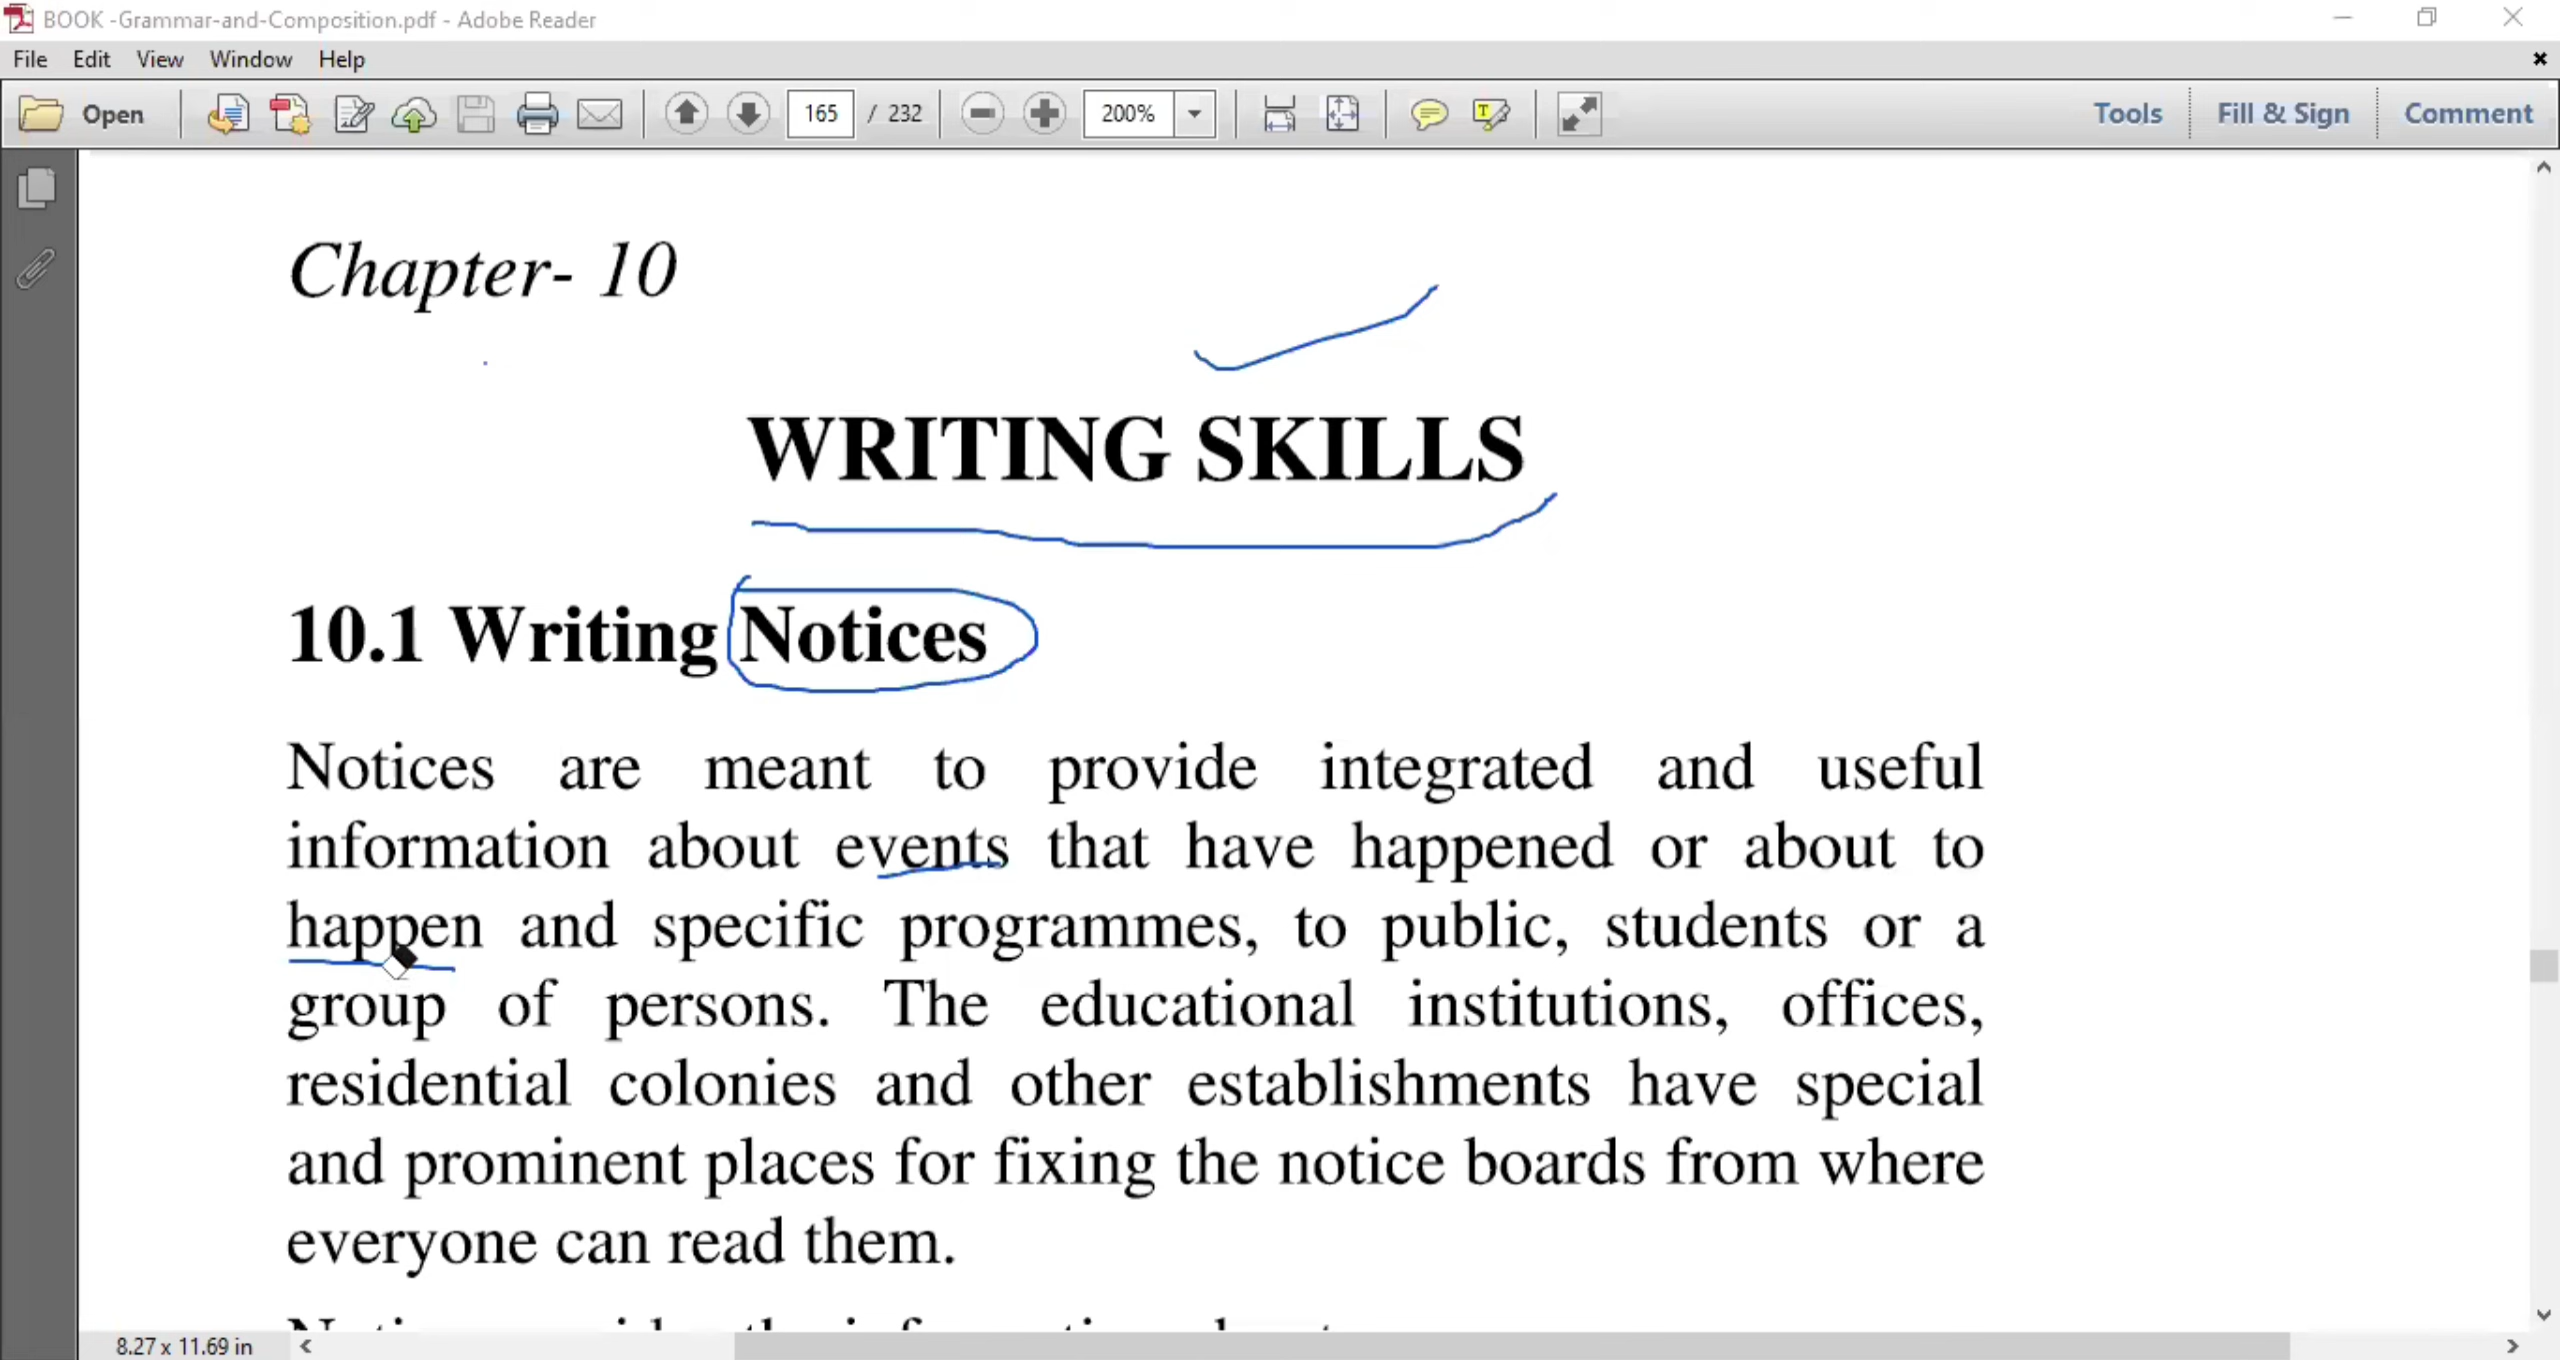 BOOK -Grammar-and-Composition.pdf - Adobe Reader
File Edit View Window Help
Open 165 / 232 200% Tools Fill & Sign Comment
Chapter- 10
WRITING SKILLS
10.1 Writing Notices
Notices are meant to provide integrated and useful
information about events that have happened or about to
happen and specific programmes, to public, students or a
group of persons. The educational institutions, offices,
residential colonies and other establishments have special
and prominent places for fixing the notice boards from where
everyone can read them.
8.27 x 11.69 in